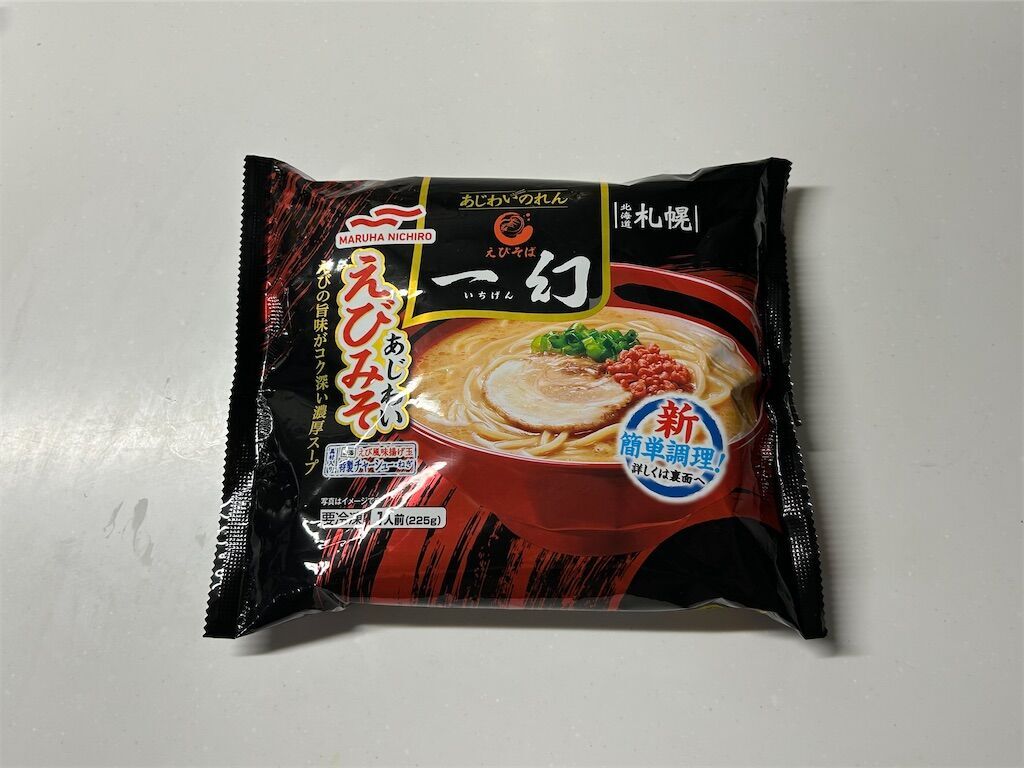 あじわいのれん
えびそば
一幻
いちげん
北海道
札幌
MARUHA NICHIRO
えびみそ
あじわい
えびの旨味がコク深い濃厚スープ
えび風味揚げ玉
特製チャーシュー・ねぎ
新
簡単調理!
詳しくは裏面へ
写真はイメージで
要冷凍
1人前(225g)